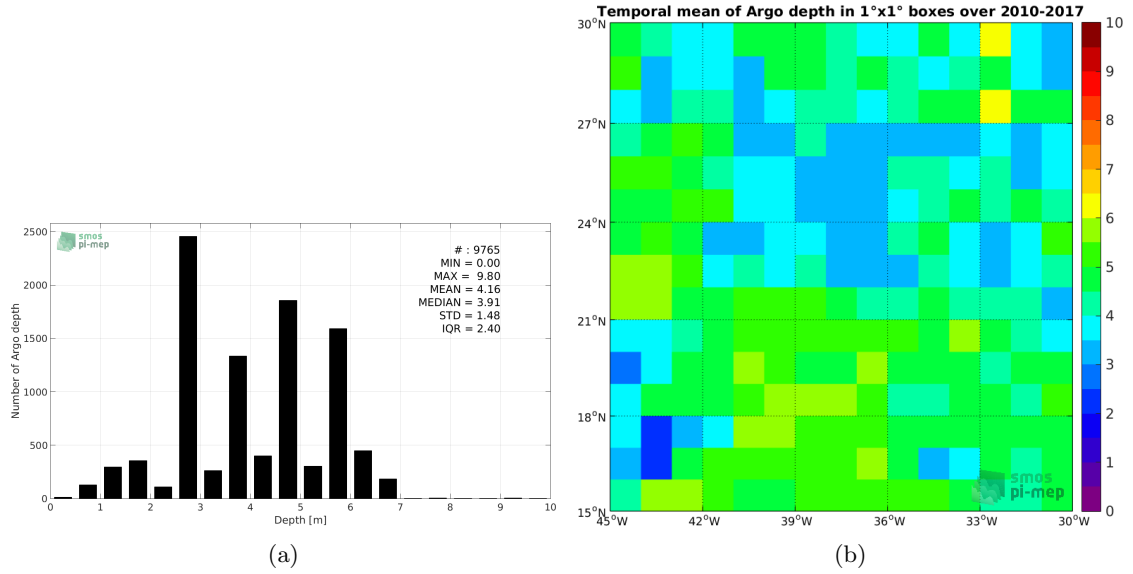 smos
pi-mep
# : 9765
MIN = 0.00
MAX = 9.80
MEAN = 4.16
MEDIAN = 3.91
STD = 1.48
IQR = 2.40
2500
2000
1500
1000
500
0
0 1 2 3 4 5 6 7 8 9 10
Number of Argo depth
Depth [m]
(a)
Temporal mean of Argo depth in 1°x1° boxes over 2010-2017
30°N
27°N
24°N
21°N
18°N
15°N
45°W 42°W 39°W 36°W 33°W 30°W
smos
pi-mep
10
9
8
7
6
5
4
3
2
1
0
(b)